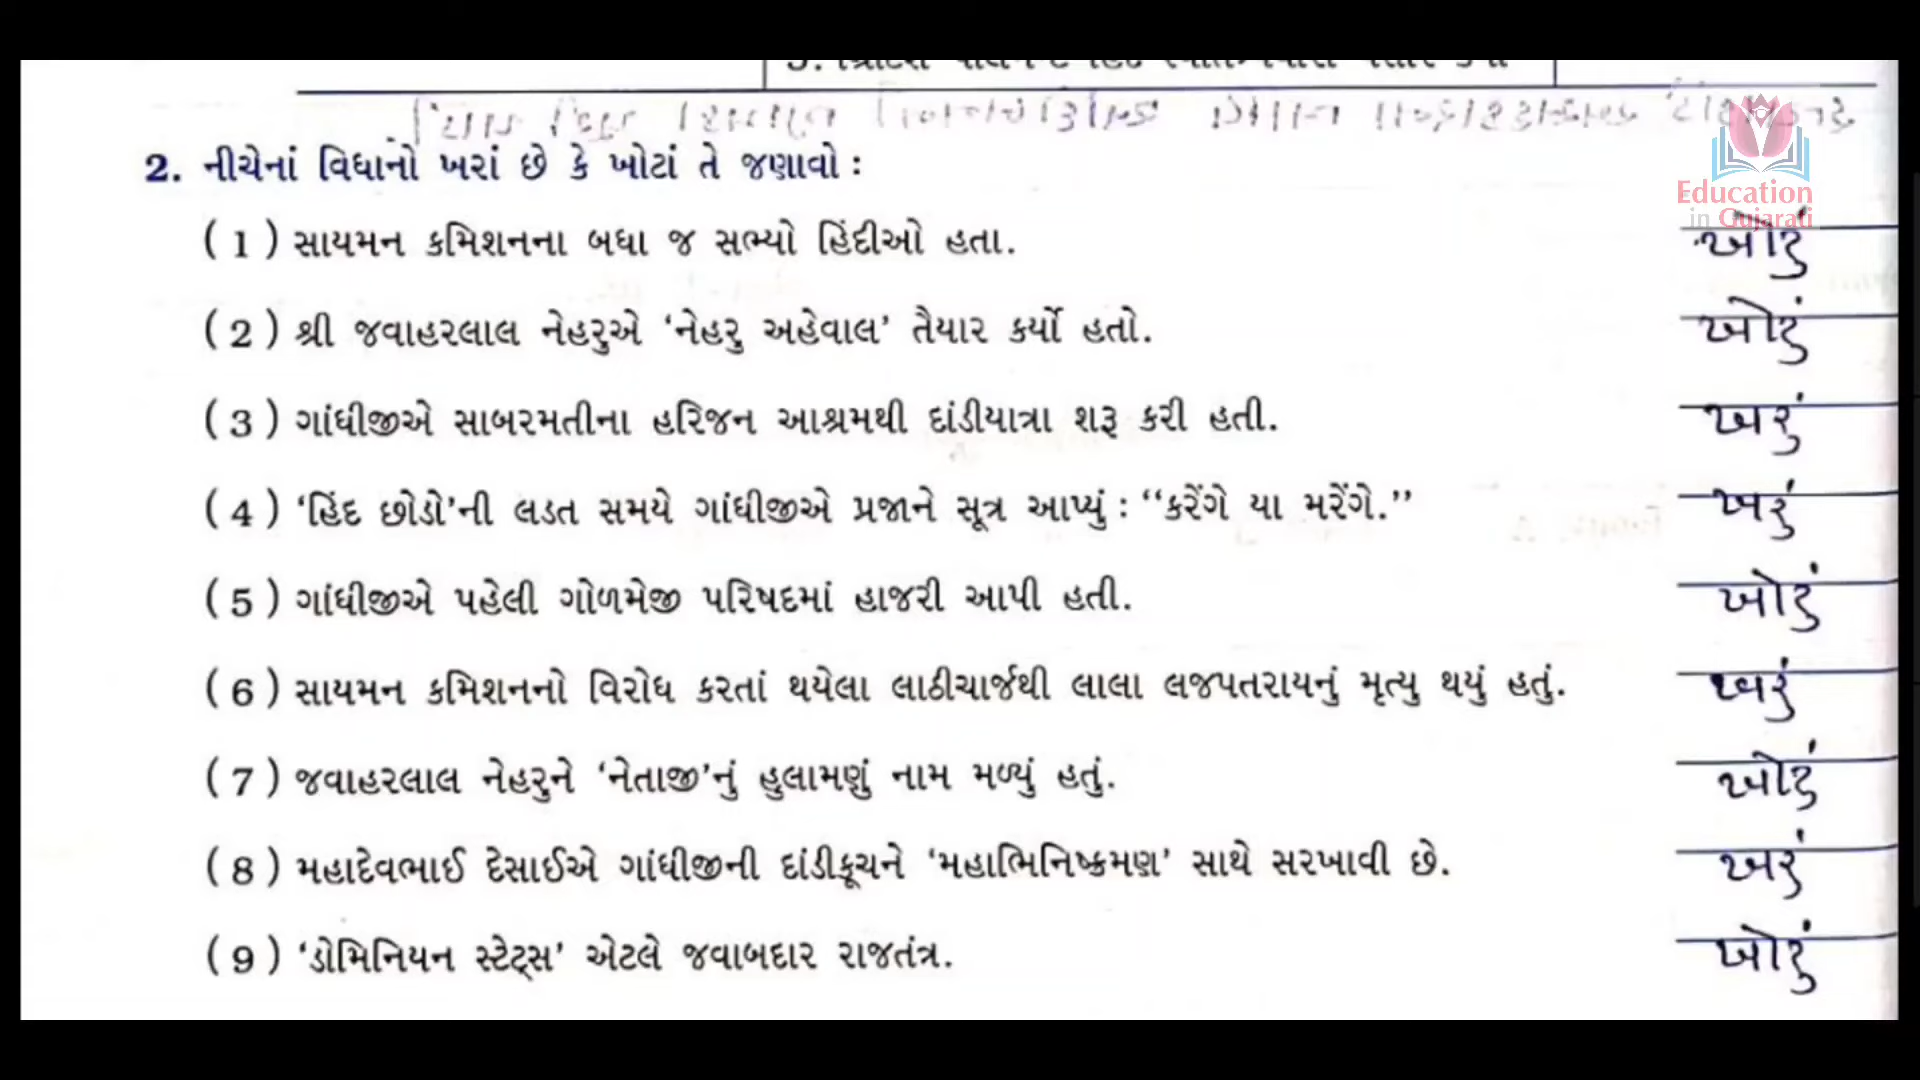 Education
in Gujarati
2. નીચેનાં વિધાનો ખરાં છે કે ખોટાં તે જણાવો :
(1) સાયમન કમિશનના બધા જ સભ્યો હિંદીઓ હતા. ખોટું
(2) શ્રી જવાહરલાલ નેહરુએ ‘નેહરુ અહેવાલ’ તૈયાર કર્યો હતો. ખોટું
(3) ગાંધીજીએ સાબરમતીના હરિજન આશ્રમથી દાંડીયાત્રા શરૂ કરી હતી. ખરું
(4) ‘હિંદ છોડો’ની લડત સમયે ગાંધીજીએ પ્રજાને સૂત્ર આપ્યું : “કરેંગે યા મરેંગે.” ખરું
(5) ગાંધીજીએ પહેલી ગોળમેજી પરિષદમાં હાજરી આપી હતી. ખોટું
(6) સાયમન કમિશનનો વિરોધ કરતાં થયેલા લાઠીચાર્જથી લાલા લજપતરાયનું મૃત્યુ થયું હતું. ખરું
(7) જવાહરલાલ નેહરુને ‘નેતાજી’નું હુલામણું નામ મળ્યું હતું. ખોટું
(8) મહાદેવભાઈ દેસાઈએ ગાંધીજીની દાંડીકૂચને ‘મહાભિનિષ્ક્રમણ’ સાથે સરખાવી છે. ખરું
(9) ‘ડોમિનિયન સ્ટેટ્સ’ એટલે જવાબદાર રાજતંત્ર. ખોટું